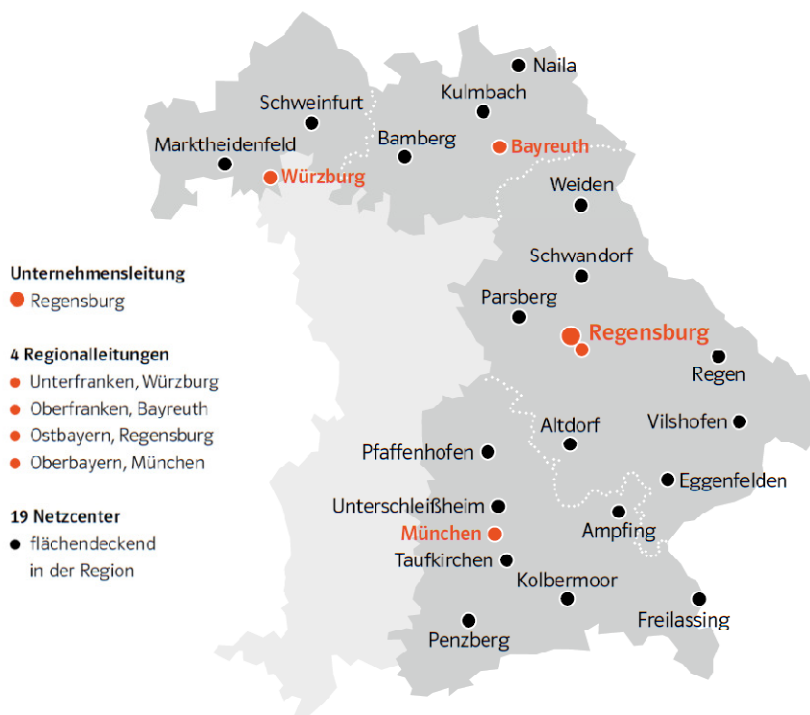 Naila
Kulmbach
Schweinfurt
Marktheidenfeld
Bamberg
Bayreuth
Würzburg
Weiden
Schwandorf
Parsberg
Regensburg
Regen
Altdorf
Vilshofen
Pfaffenhofen
Eggenfelden
Unterschleißheim
Ampfing
München
Taufkirchen
Kolbermoor
Freilassing
Penzberg
Unternehmensleitung
Regensburg
4 Regionalleitungen
Unterfranken, Würzburg
Oberfranken, Bayreuth
Ostbayern, Regensburg
Oberbayern, München
19 Netzcenter
flächendeckend
in der Region